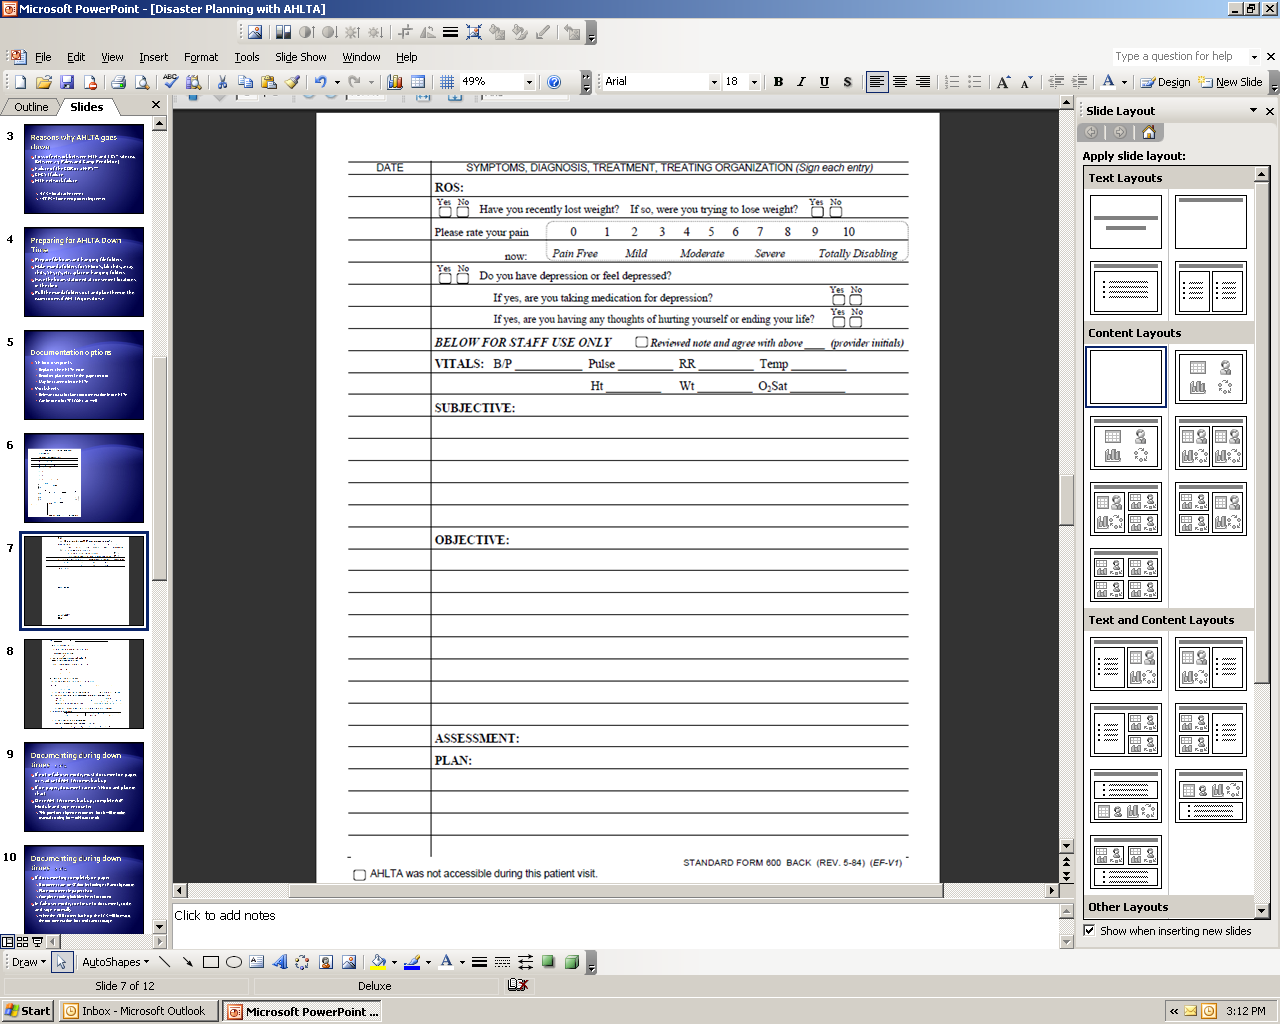 Microsoft PowerPoint - [Disaster Planning with AHLTA]
File Edit View Insert Format Tools Slide Show Window Help
Type a question for help
49%
Arial
18
B I U S
Design
New Slide
Outline
Slides
3
Reasons why AHLTA goes
down
4
Preparing for AHLTA Down
Time
5
Documentation options
6
7
8
9
Documenting during down
10
Documenting during down
DATE
SYMPTOMS, DIAGNOSIS, TREATMENT, TREATING ORGANIZATION (Sign each entry)
ROS:
Yes No Have you recently lost weight? If so, were you trying to lose weight? Yes No
Please rate your pain 0 1 2 3 4 5 6 7 8 9 10
now: Pain Free Mild Moderate Severe Totally Disabling
Yes No Do you have depression or feel depressed?
If yes, are you taking medication for depression? Yes No
If yes, are you having any thoughts of hurting yourself or ending your life? Yes No
BELOW FOR STAFF USE ONLY Reviewed note and agree with above ____ (provider initials)
VITALS: B/P __________ Pulse ________ RR ________ Temp ________
Ht ________ Wt ________ O2Sat ________
SUBJECTIVE:
OBJECTIVE:
ASSESSMENT:
PLAN:
STANDARD FORM 600 BACK (REV. 5-84) (EF-V1)
AHLTA was not accessible during this patient visit.
Click to add notes
Slide Layout
Apply slide layout:
Text Layouts
Content Layouts
Text and Content Layouts
Other Layouts
Show when inserting new slides
Draw
AutoShapes
A
Slide 7 of 12
Deluxe
Start
Inbox - Microsoft Outlook
Microsoft PowerPoint ...
3:12 PM